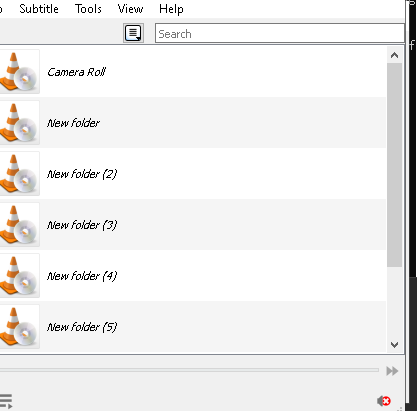 Subtitle Tools View Help
Search
Camera Roll
New folder
New folder (2)
New folder (3)
New folder (4)
New folder (5)